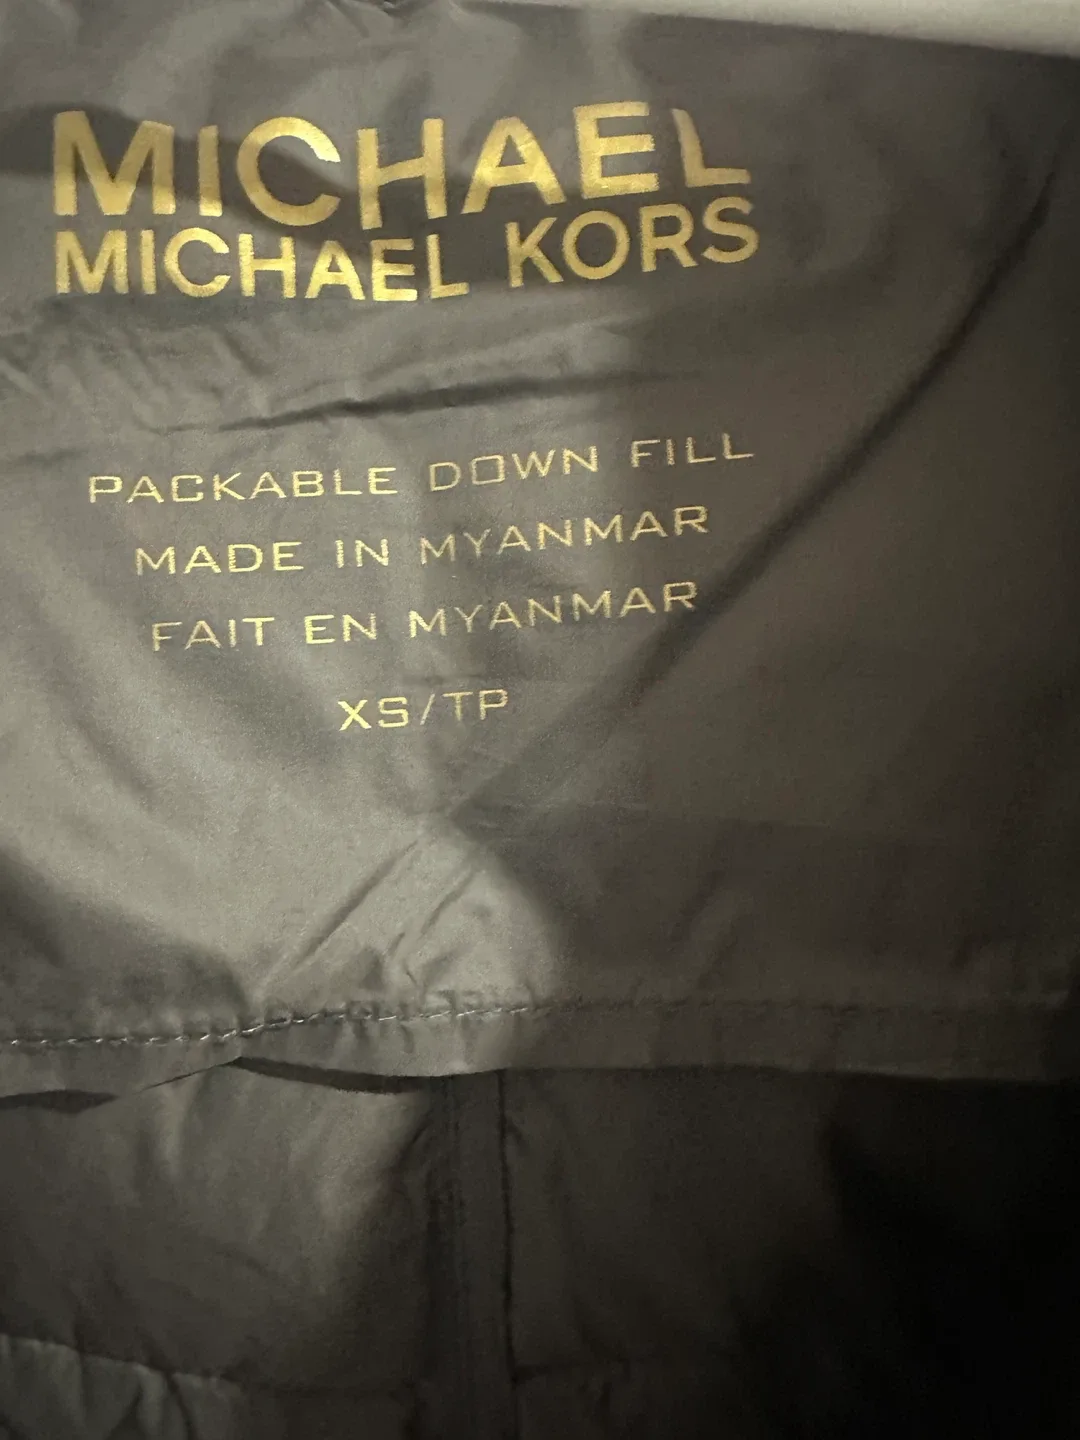 MICHAEL
MICHAEL KORS
PACKABLE DOWN FILL
MADE IN MYANMAR
FAIT EN MYANMAR
XS/TP